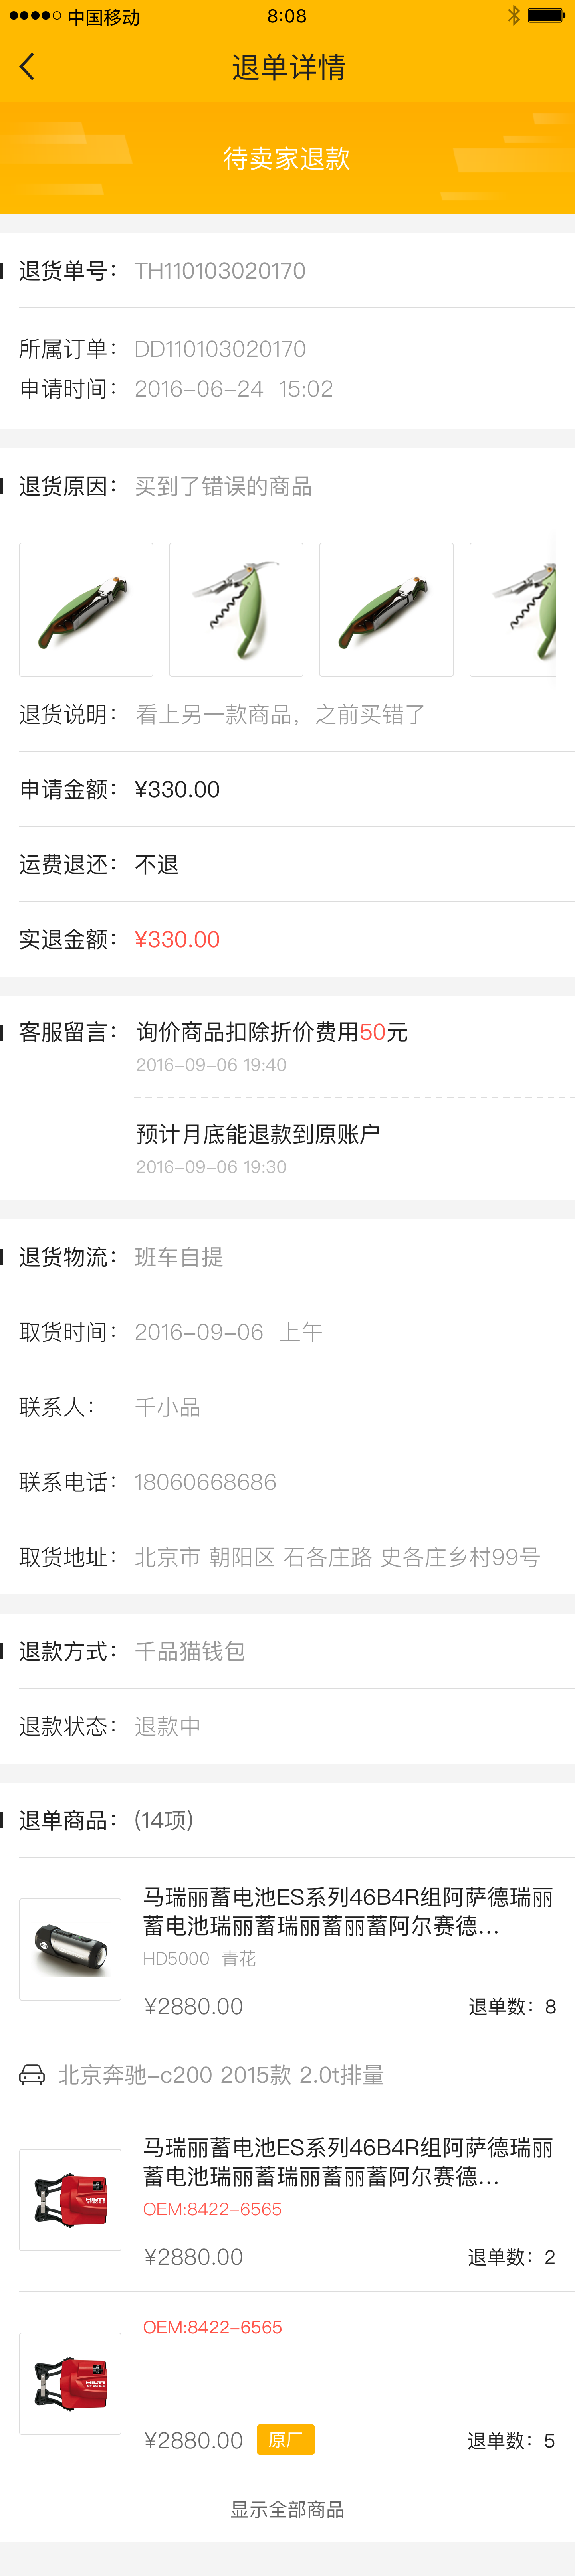 中国移动 8:08
退单详情
待卖家退款
退货单号： TH110103020170
所属订单： DD110103020170
申请时间： 2016-06-24 15:02
退货原因： 买到了错误的商品
退货说明： 看上另一款商品，之前买错了
申请金额： ¥330.00
运费退还： 不退
实退金额： ¥330.00
客服留言： 询价商品扣除折价费用50元
2016-09-06 19:40
预计月底能退款到原账户
2016-09-06 19:30
退货物流： 班车自提
取货时间： 2016-09-06 上午
联系人： 千小品
联系电话： 18060668686
取货地址： 北京市 朝阳区 石各庄路 史各庄乡村99号
退款方式： 千品猫钱包
退款状态： 退款中
退单商品： (14项)
马瑞丽蓄电池ES系列46B4R组阿萨德瑞丽
蓄电池瑞丽蓄瑞丽蓄丽蓄阿尔赛德...
HD5000 青花
¥2880.00 退单数：8
北京奔驰-c200 2015款 2.0t排量
马瑞丽蓄电池ES系列46B4R组阿萨德瑞丽
蓄电池瑞丽蓄瑞丽蓄丽蓄阿尔赛德...
OEM:8422-6565
¥2880.00 退单数：2
OEM:8422-6565
¥2880.00 原厂 退单数：5
显示全部商品